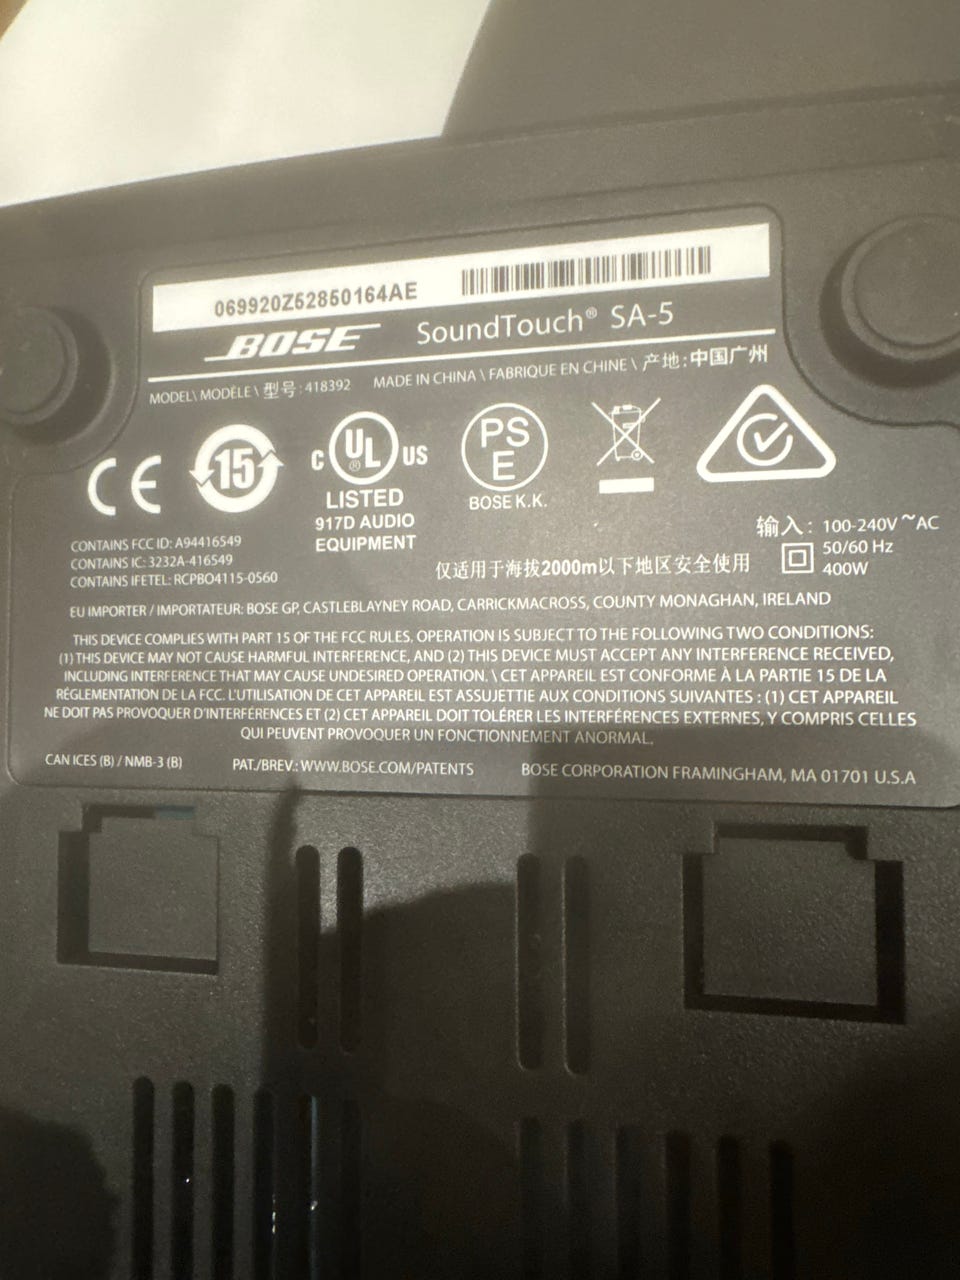 069920Z52850164AE
BOSE SoundTouch® SA-5
MODEL\ MODÈLE \ 型号: 418392 MADE IN CHINA \ FABRIQUE EN CHINE \ 产地:中国广州
CE 15 C UL® US PS E
LISTED
917D AUDIO
EQUIPMENT
BOSE K.K.
CONTAINS FCC ID: A94416549
CONTAINS IC: 3232A-416549
CONTAINS IFETEL: RCPBO4115-0560
仅适用于海拔2000m以下地区安全使用
输入: 100-240V~AC
50/60 Hz
400W
EU IMPORTER / IMPORTATEUR: BOSE GP, CASTLEBLAYNEY ROAD, CARRICKMACROSS, COUNTY MONAGHAN, IRELAND
THIS DEVICE COMPLIES WITH PART 15 OF THE FCC RULES. OPERATION IS SUBJECT TO THE FOLLOWING TWO CONDITIONS:
(1) THIS DEVICE MAY NOT CAUSE HARMFUL INTERFERENCE, AND (2) THIS DEVICE MUST ACCEPT ANY INTERFERENCE RECEIVED,
INCLUDING INTERFERENCE THAT MAY CAUSE UNDESIRED OPERATION. \ CET APPAREIL EST CONFORME À LA PARTIE 15 DE LA
RÉGLEMENTATION DE LA FCC. L'UTILISATION DE CET APPAREIL EST ASSUJETTIE AUX CONDITIONS SUIVANTES : (1) CET APPAREIL
NE DOIT PAS PROVOQUER D'INTERFÉRENCES ET (2) CET APPAREIL DOIT TOLÉRER LES INTERFÉRENCES EXTERNES, Y COMPRIS CELLES
QUI PEUVENT PROVOQUER UN FONCTIONNEMENT ANORMAL.
CAN ICES (B) / NMB-3 (B) PAT./BREV.: WWW.BOSE.COM/PATENTS BOSE CORPORATION FRAMINGHAM, MA 01701 U.S.A